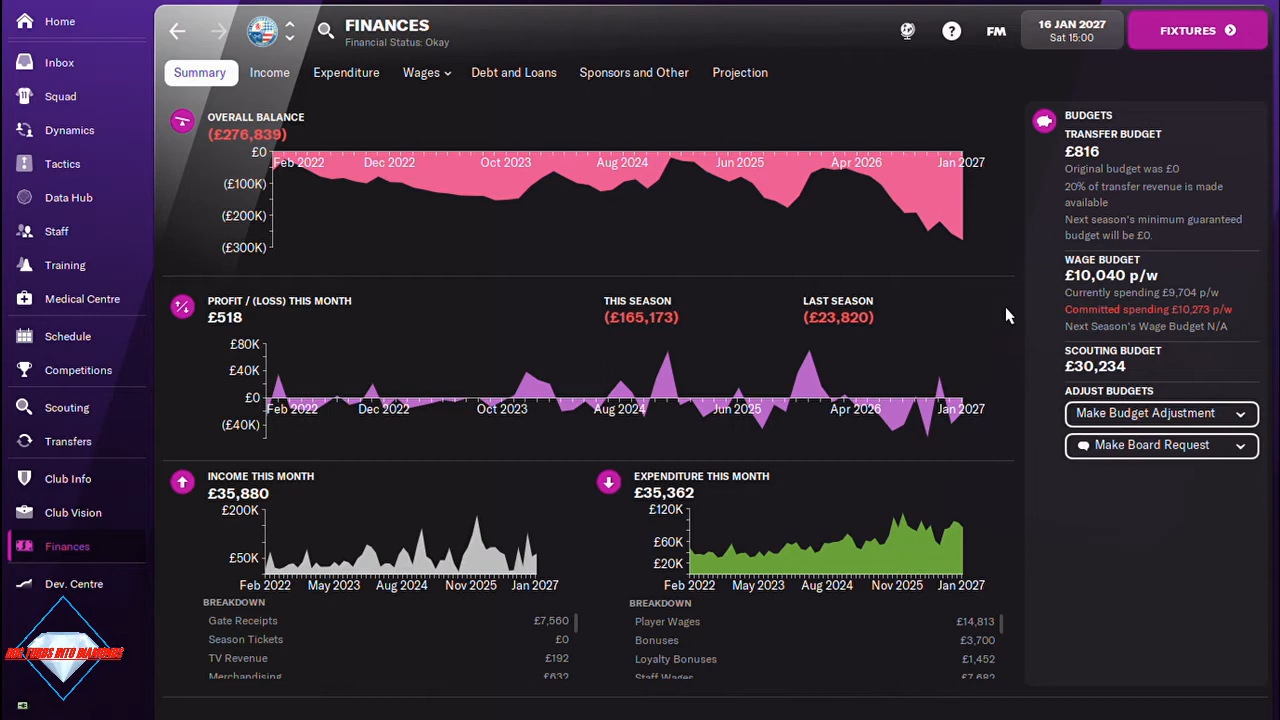 Home
Inbox
Squad
Dynamics
Tactics
Data Hub
Staff
Training
Medical Centre
Schedule
Competitions
Scouting
Transfers
Club Info
Club Vision
Finances
Dev. Centre
FINANCES
Financial Status: Okay
FM
16 JAN 2027
Sat 15:00
FIXTURES
Summary
Income
Expenditure
Wages
Debt and Loans
Sponsors and Other
Projection
OVERALL BALANCE
(£276,839)
£0
(£100K)
(£200K)
(£300K)
Feb 2022 Dec 2022 Oct 2023 Aug 2024 Jun 2025 Apr 2026 Jan 2027
PROFIT / (LOSS) THIS MONTH
£518
THIS SEASON
(£165,173)
LAST SEASON
(£23,820)
£80K
£40K
£0
(£40K)
Feb 2022 Dec 2022 Oct 2023 Aug 2024 Jun 2025 Apr 2026 Jan 2027
INCOME THIS MONTH
£35,880
£200K
£50K
Feb 2022 May 2023 Aug 2024 Nov 2025 Jan 2027
BREAKDOWN
Gate Receipts £7,560
Season Tickets £0
TV Revenue £192
Merchandising £632
EXPENDITURE THIS MONTH
£35,362
£120K
£60K
£20K
Feb 2022 May 2023 Aug 2024 Nov 2025 Jan 2027
BREAKDOWN
Player Wages £14,813
Bonuses £3,700
Loyalty Bonuses £1,452
Staff Wages £7,682
BUDGETS
TRANSFER BUDGET
£816
Original budget was £0
20% of transfer revenue is made
available
Next season's minimum guaranteed
budget will be £0.
WAGE BUDGET
£10,040 p/w
Currently spending £9,704 p/w
Committed spending £10,273 p/w
Next Season's Wage Budget N/A
SCOUTING BUDGET
£30,234
ADJUST BUDGETS
Make Budget Adjustment
Make Board Request